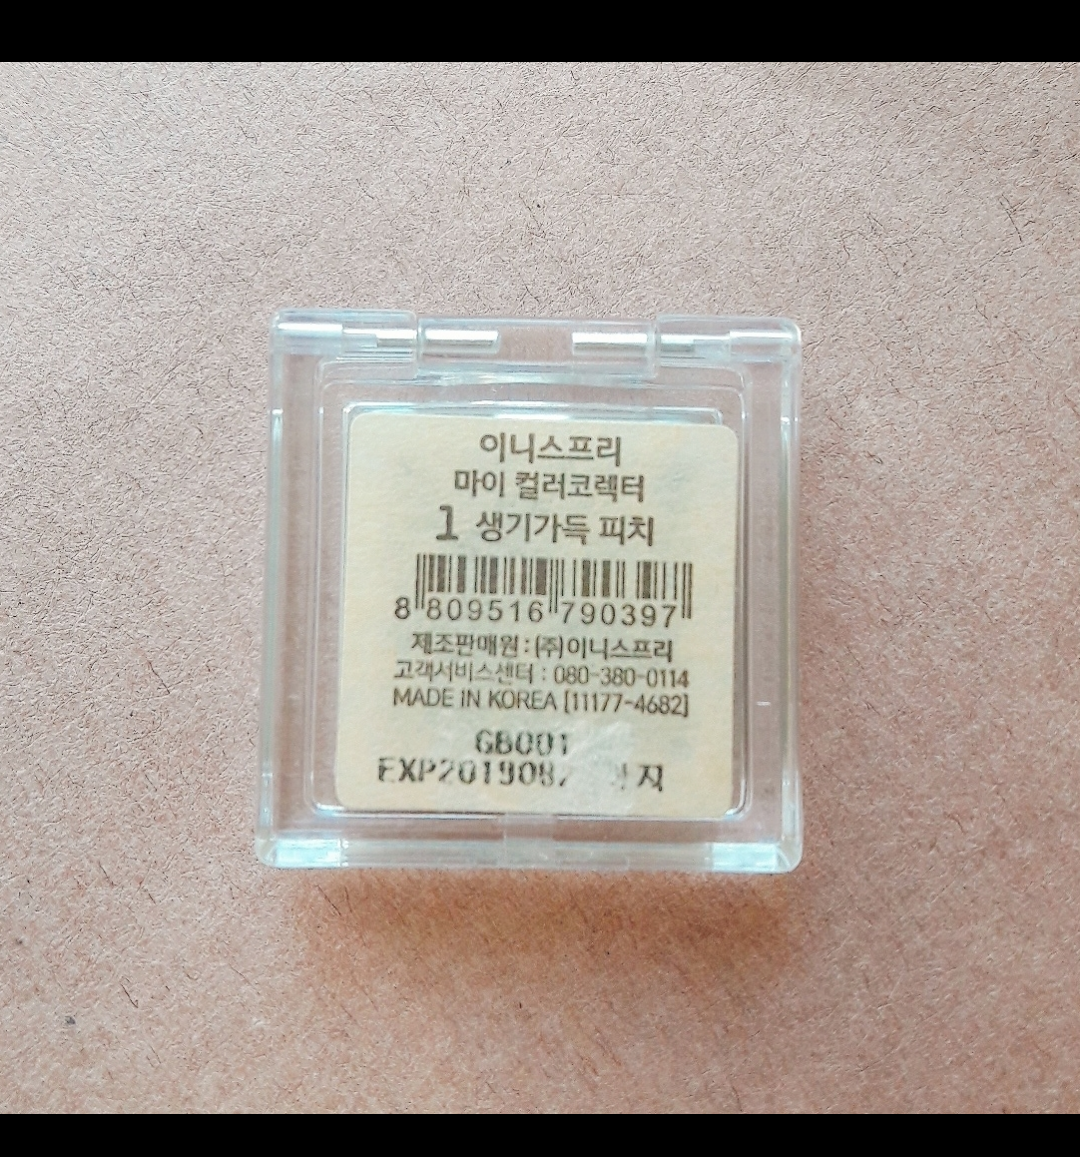 이니스프리
마이 컬러코렉터
1 생기가득 피치
8 809516 790397
제조판매원 : (주)이니스프리
고객서비스센터 : 080-380-0114
MADE IN KOREA [11177-4682]
GB001